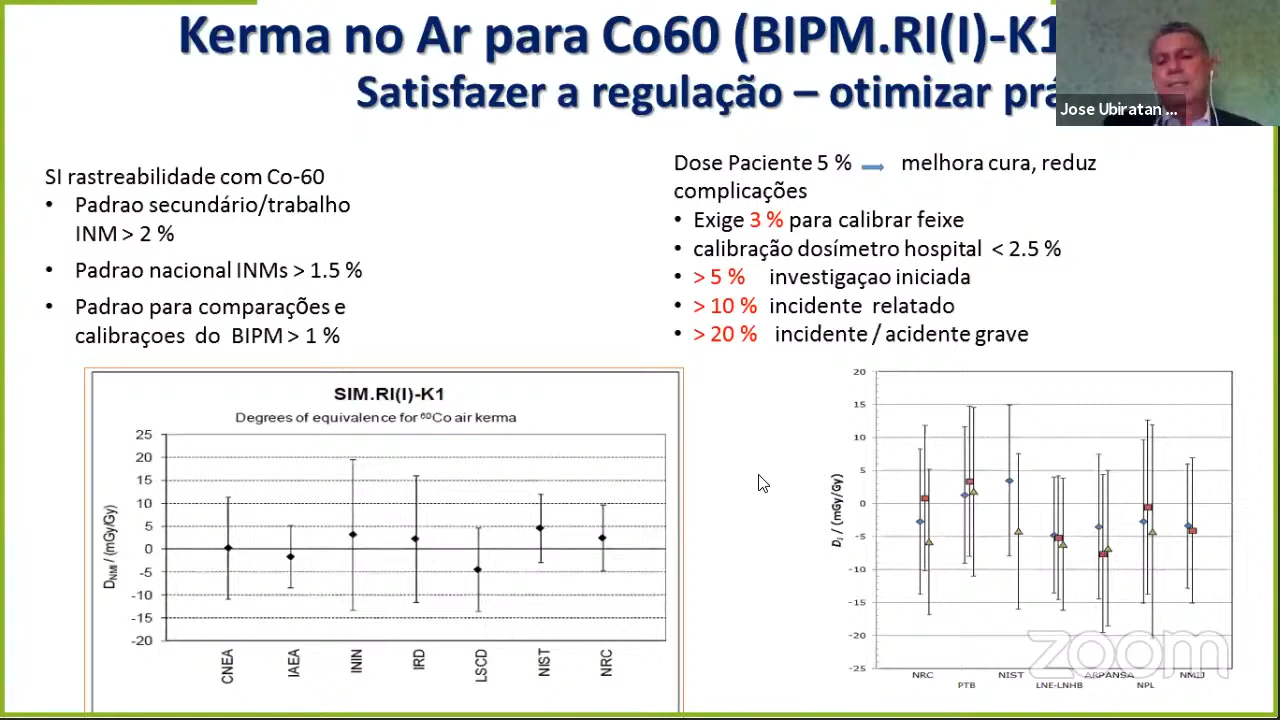 Kerma no Ar para Co60 (BIPM.RI(I)-K1
Satisfazer a regulação – otimizar prá
Jose Ubiratan ...
SI rastreabilidade com Co-60
• Padrao secundário/trabalho
INM > 2 %
• Padrao nacional INMs > 1.5 %
• Padrao para comparações e
calibraçoes do BIPM > 1 %
Dose Paciente 5 % melhora cura, reduz
complicações
• Exige 3 % para calibrar feixe
• calibração dosímetro hospital < 2.5 %
• > 5 % investigaçao iniciada
• > 10 % incidente relatado
• > 20 % incidente / acidente grave
SIM.RI(I)-K1
Degrees of equivalence for ⁶⁰Co air kerma
D_NMI / (mGy/Gy)
25
20
15
10
5
0
-5
-10
-15
-20
CNEA
IAEA
ININ
IRD
LSCD
NIST
NRC
D_i / (mGy/Gy)
20
15
10
5
0
-5
-10
-15
-20
-25
NRC
PTB
NIST
LNE-LNHB
ARPANSA
NPL
NMIJ
zoom